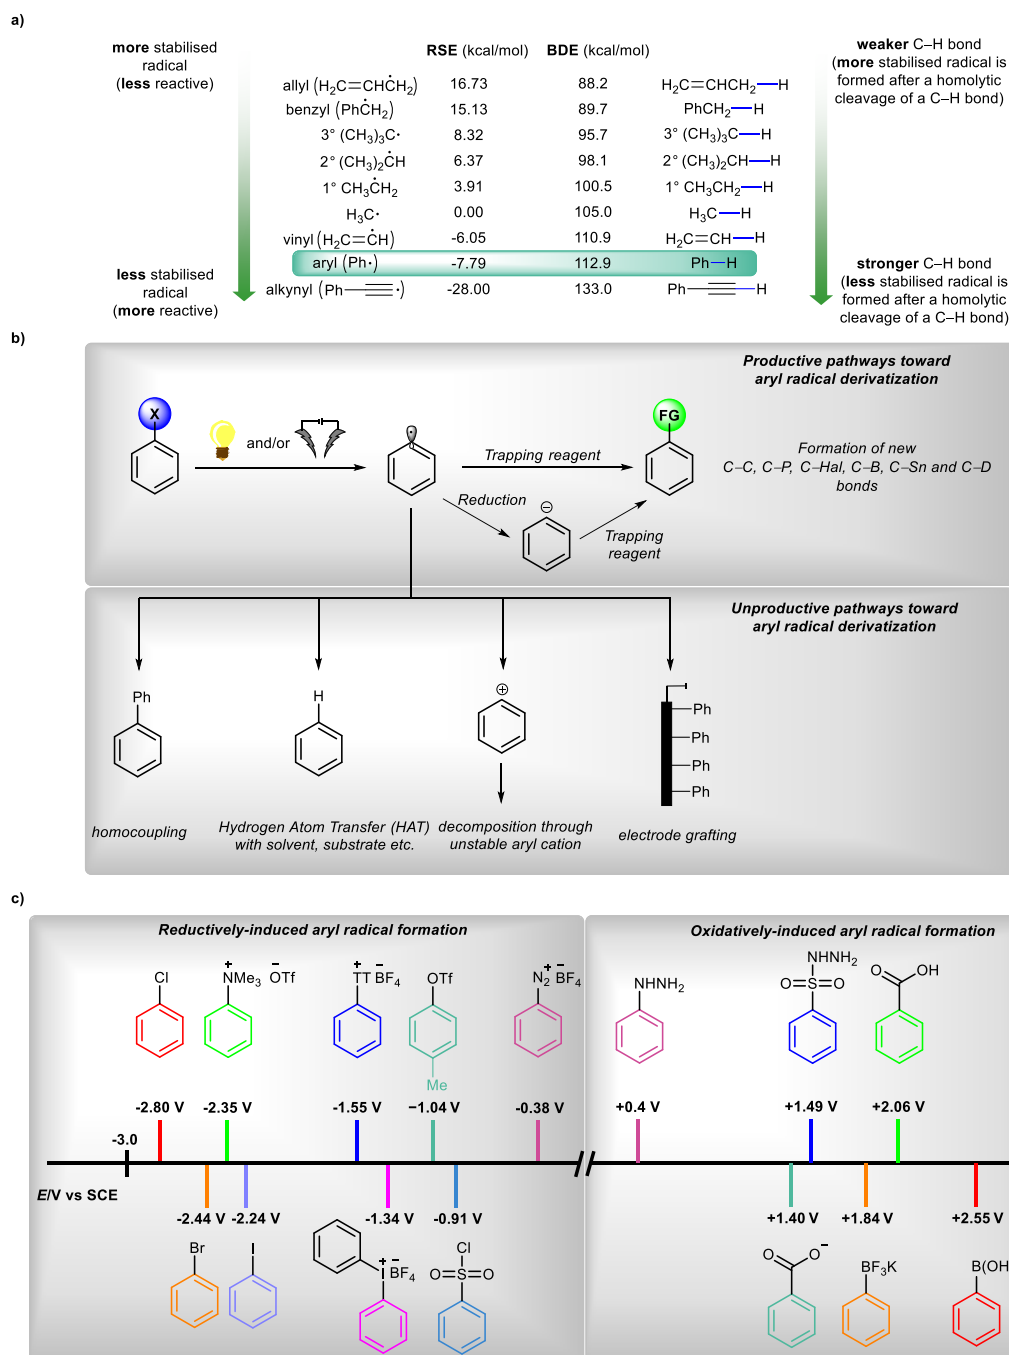 a)
more stabilised
radical
(less reactive)
less stabilised
radical
(more reactive)
RSE (kcal/mol) BDE (kcal/mol)
allyl (H₂C=CH–ĊH₂) 16.73 88.2 H₂C=CHCH₂—H
benzyl (PhĊH₂) 15.13 89.7 PhCH₂—H
3° (CH₃)₃C· 8.32 95.7 3° (CH₃)₃C—H
2° (CH₃)₂ĊH 6.37 98.1 2° (CH₃)₂CH—H
1° CH₃ĊH₂ 3.91 100.5 1° CH₃CH₂—H
H₃C· 0.00 105.0 H₃C—H
vinyl (H₂C=ĊH) -6.05 110.9 H₂C=CH—H
aryl (Ph·) -7.79 112.9 Ph—H
alkynyl (Ph—≡·) -28.00 133.0 Ph—≡—H
weaker C–H bond
(more stabilised radical is
formed after a homolytic
cleavage of a C–H bond)
stronger C–H bond
(less stabilised radical is
formed after a homolytic
cleavage of a C–H bond)
b)
Productive pathways toward
aryl radical derivatization
X
and/or
Trapping reagent
FG
Reduction
Trapping
reagent
Formation of new
C–C, C–P, C–Hal, C–B, C–Sn and C–D
bonds
Unproductive pathways toward
aryl radical derivatization
Ph
H
Ph
Ph
Ph
Ph
homocoupling
Hydrogen Atom Transfer (HAT)
with solvent, substrate etc.
decomposition through
unstable aryl cation
electrode grafting
c)
Reductively-induced aryl radical formation
Cl
+
NMe₃ ⁻OTf
+ −
TT BF₄
OTf
Me
+ −
N₂ BF₄
-2.80 V -2.35 V -1.55 V −1.04 V -0.38 V
-3.0
E/V vs SCE
-2.44 V -2.24 V -1.34 V -0.91 V
Br
I
+ −
I BF₄
Cl
O=S=O
Oxidatively-induced aryl radical formation
NHNH₂
NHNH₂
O=S=O
O OH
+0.4 V +1.49 V +2.06 V
+1.40 V +1.84 V +2.55 V
O O⁻
BF₃K
B(OH